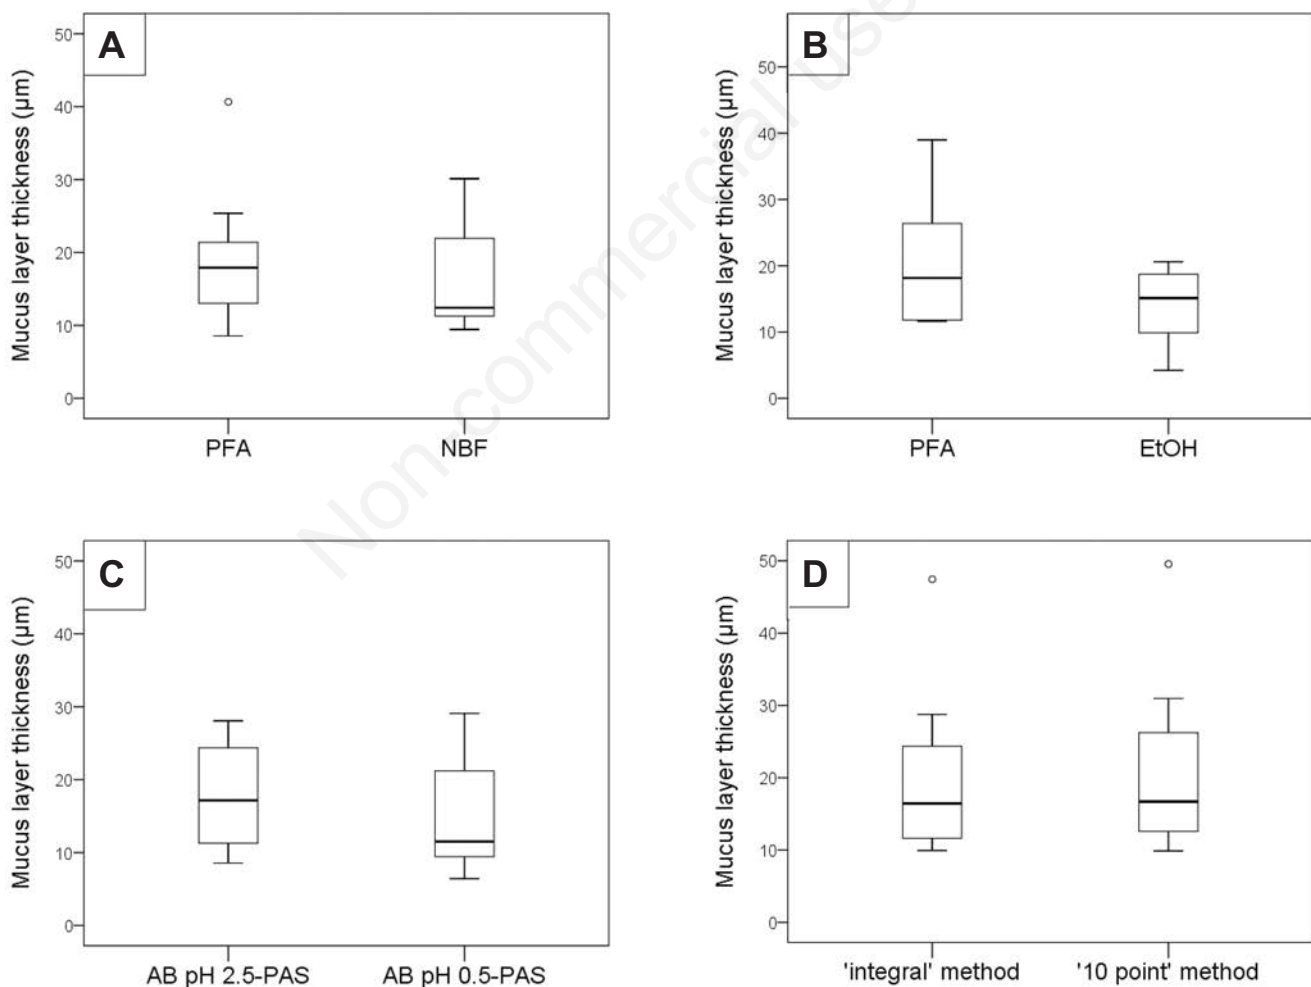 A
Mucus layer thickness (µm)
50
40
30
20
10
0
PFA
NBF
B
Mucus layer thickness (µm)
50
40
30
20
10
0
PFA
EtOH
C
Mucus layer thickness (µm)
50
40
30
20
10
0
AB pH 2.5-PAS
AB pH 0.5-PAS
D
Mucus layer thickness (µm)
50
40
30
20
10
0
'integral' method
'10 point' method
Non-commercial use